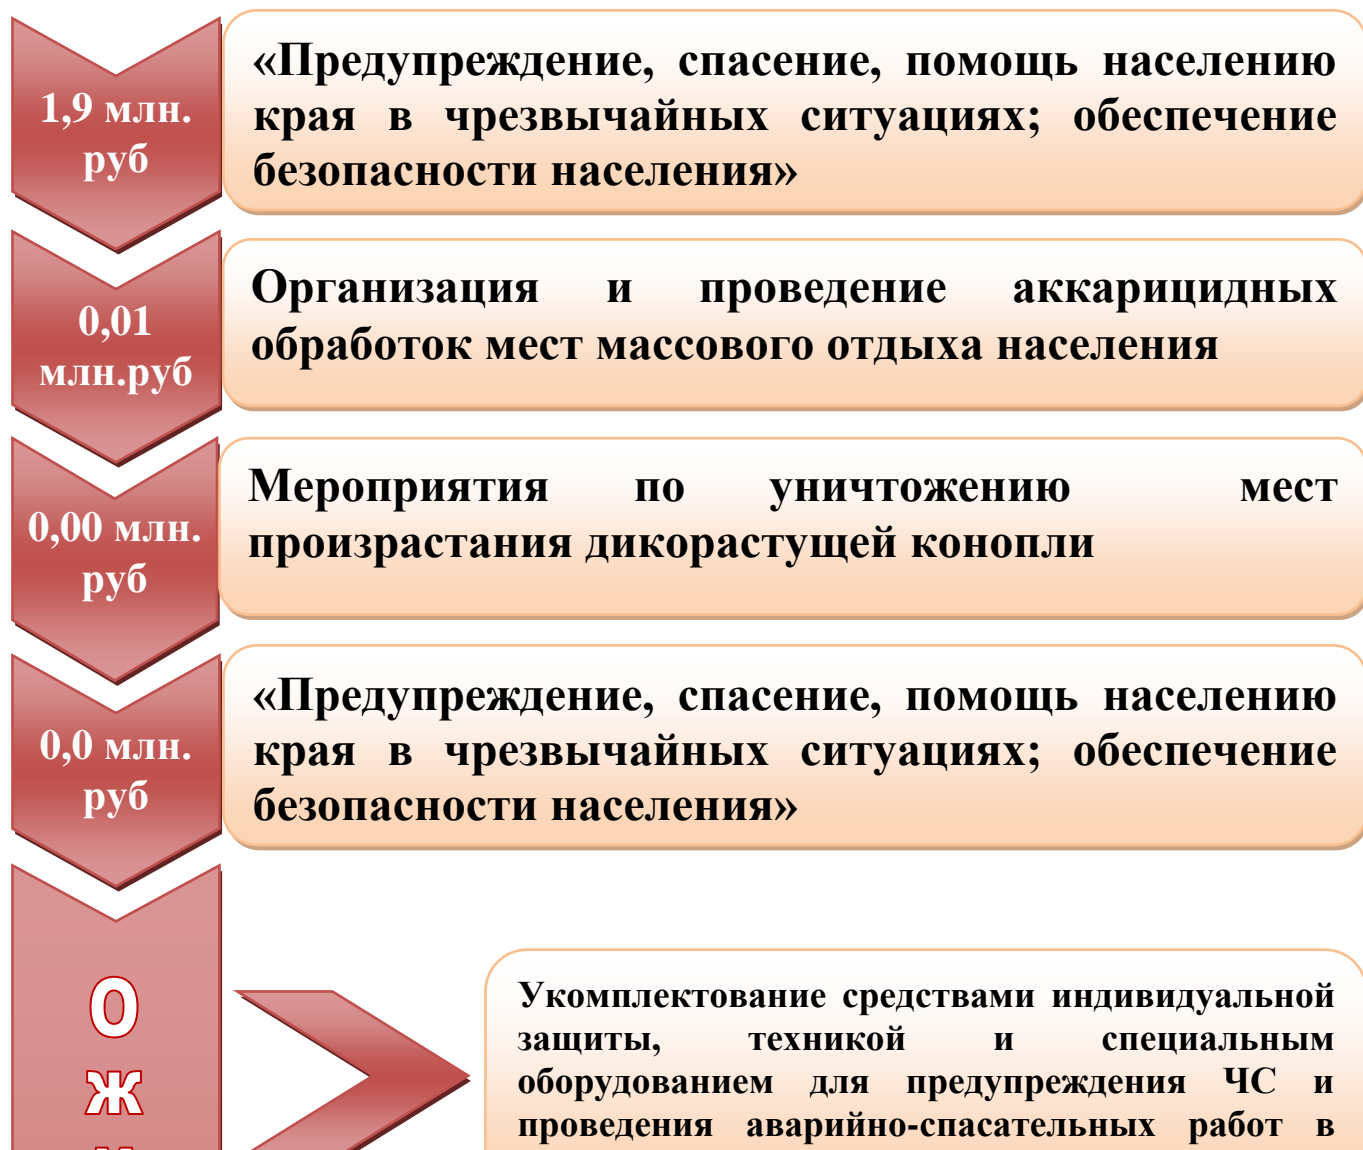 1,9 млн.
руб
«Предупреждение, спасение, помощь населению
края в чрезвычайных ситуациях; обеспечение
безопасности населения»
0,01
млн.руб
Организация и проведение аккарицидных
обработок мест массового отдыха населения
0,00 млн.
руб
Мероприятия по уничтожению мест
произрастания дикорастущей конопли
0,0 млн.
руб
«Предупреждение, спасение, помощь населению
края в чрезвычайных ситуациях; обеспечение
безопасности населения»
О
Ж
Укомплектование средствами индивидуальной
защиты, техникой и специальным
оборудованием для предупреждения ЧС и
проведения аварийно-спасательных работ в